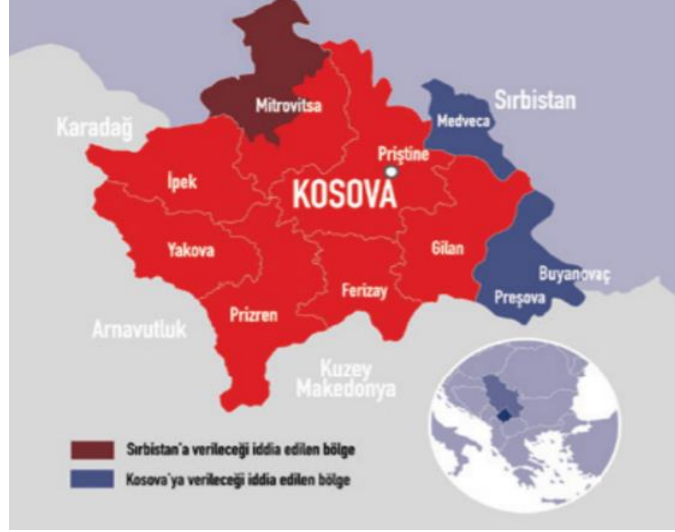 Sırbistan
Mitrovitsa
Medveca
Karadağ
Priştine
İpek
KOSOVA
Yakova
Gilan
Buyanovaç
Ferizay
Preşova
Prizren
Arnavutluk
Kuzey
Makedonya
Sırbistan'a verileceği iddia edilen bölge
Kosova'ya verileceği iddia edilen bölge